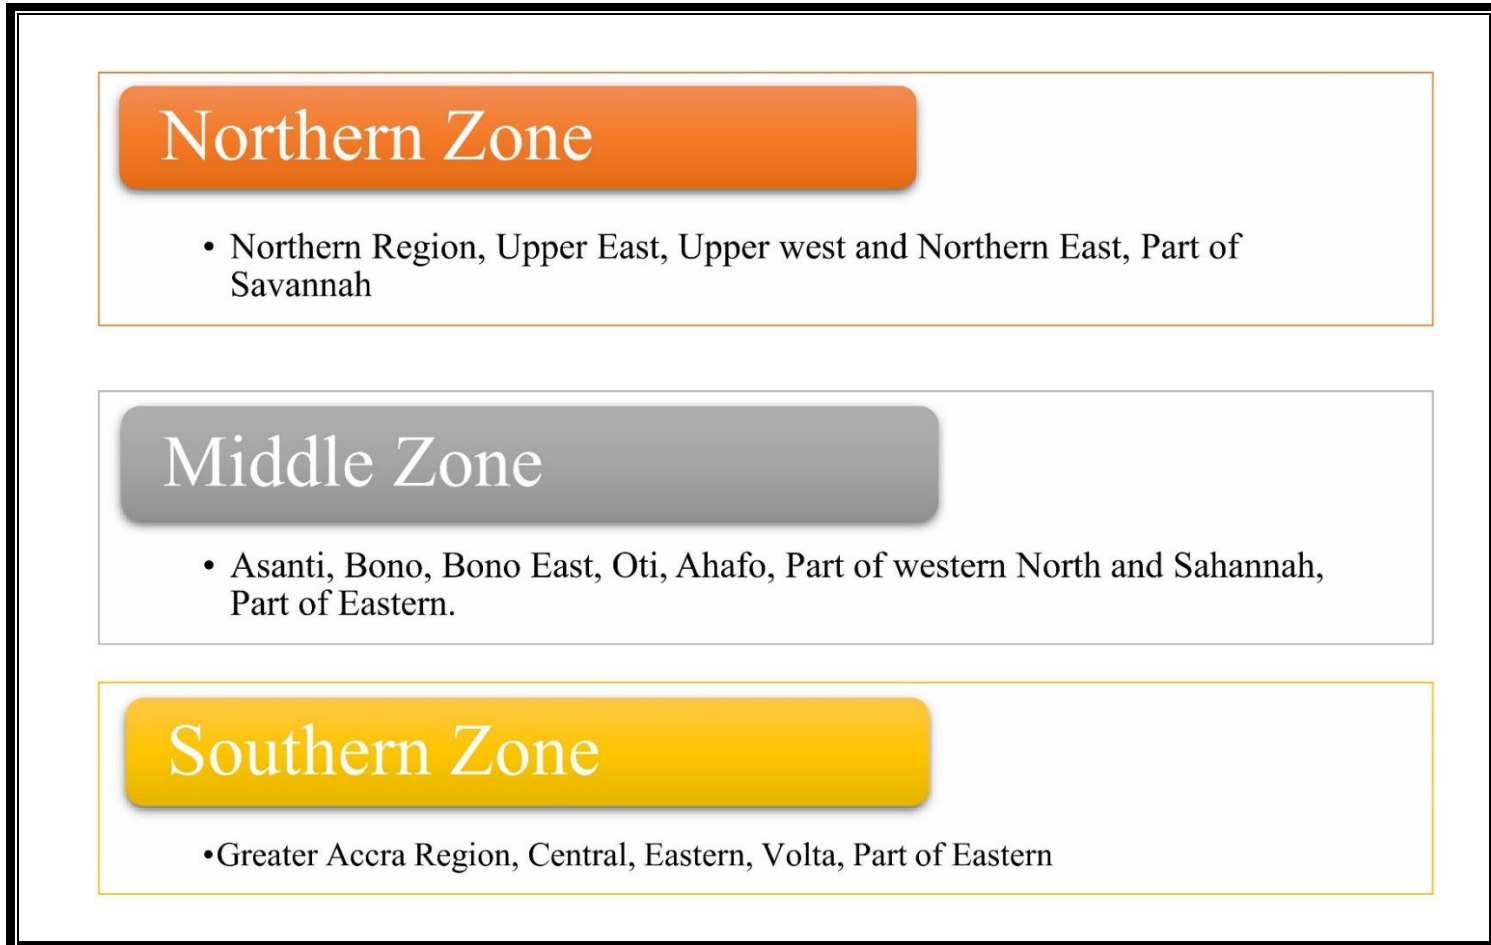 Northern Zone
• Northern Region, Upper East, Upper west and Northern East, Part of
Savannah
Middle Zone
• Asanti, Bono, Bono East, Oti, Ahafo, Part of western North and Sahannah,
Part of Eastern.
Southern Zone
•Greater Accra Region, Central, Eastern, Volta, Part of Eastern